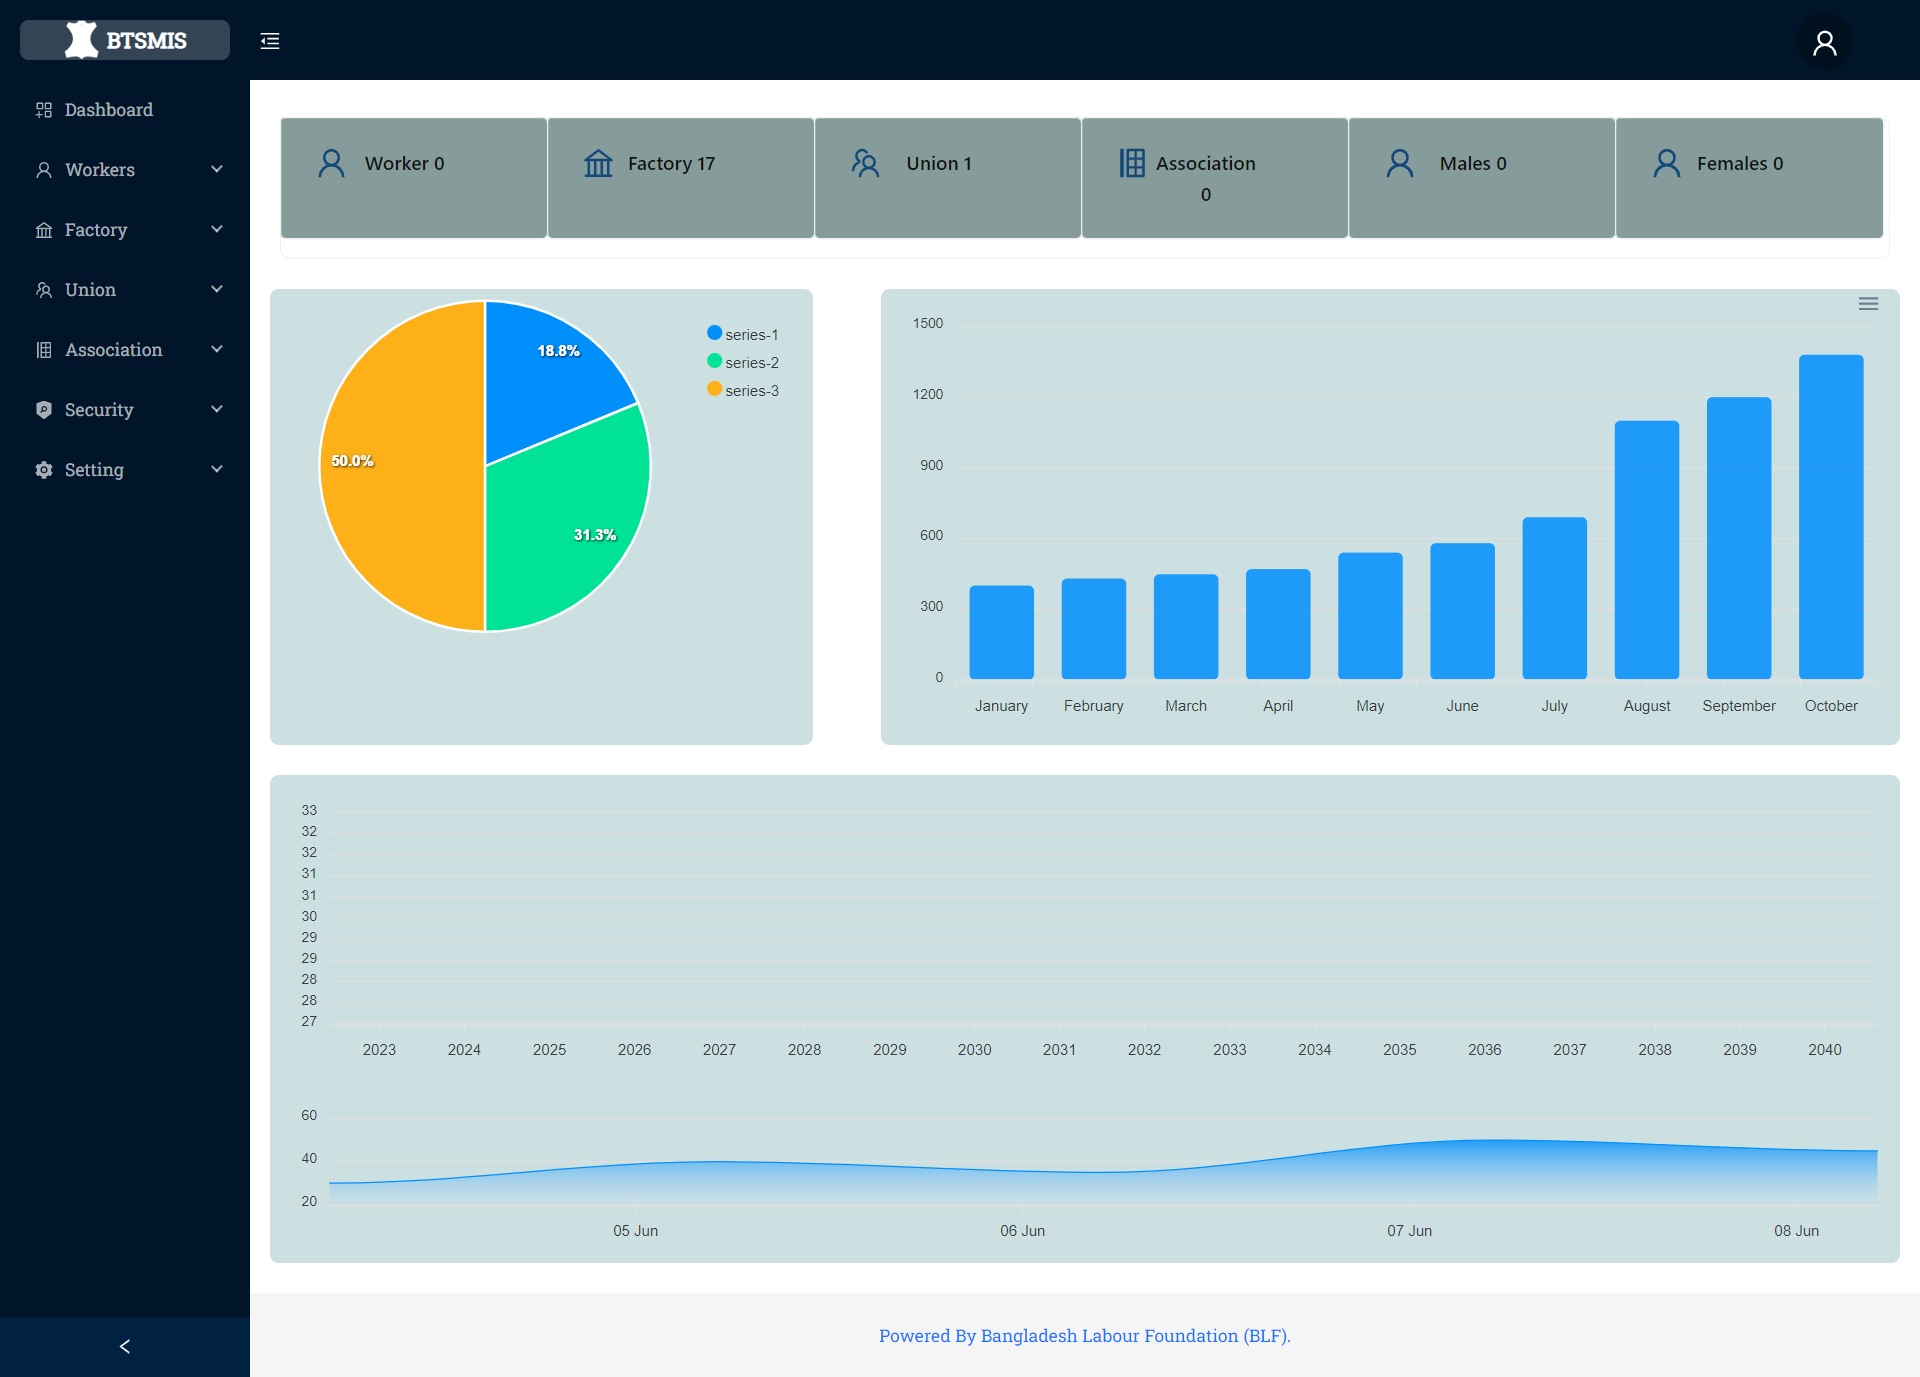 BTSMIS
Dashboard
Workers
Factory
Union
Association
Security
Setting
Worker 0
Factory 17
Union 1
Association
0
Males 0
Females 0
18.8%
50.0%
31.3%
series-1
series-2
series-3
1500
1200
900
600
300
0
January February March April May June July August September October
33
32
32
31
31
30
29
29
28
28
27
2023 2024 2025 2026 2027 2028 2029 2030 2031 2032 2033 2034 2035 2036 2037 2038 2039 2040
60
40
20
05 Jun 06 Jun 07 Jun 08 Jun
Powered By Bangladesh Labour Foundation (BLF).